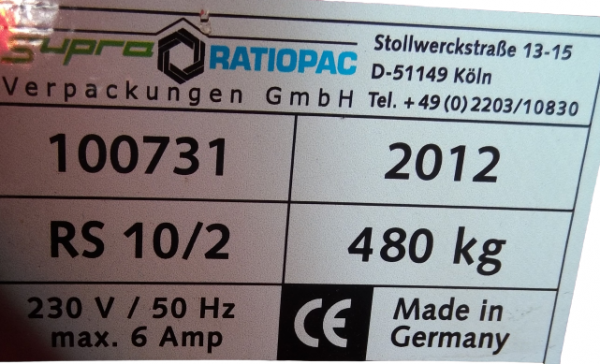 Supra RATIOPAC
Verpackungen GmbH
Stollwerckstraße 13-15
D-51149 Köln
Tel. +49(0)2203/10830
100731
2012
RS 10/2
480 kg
230 V / 50 Hz
max. 6 Amp
CE
Made in
Germany